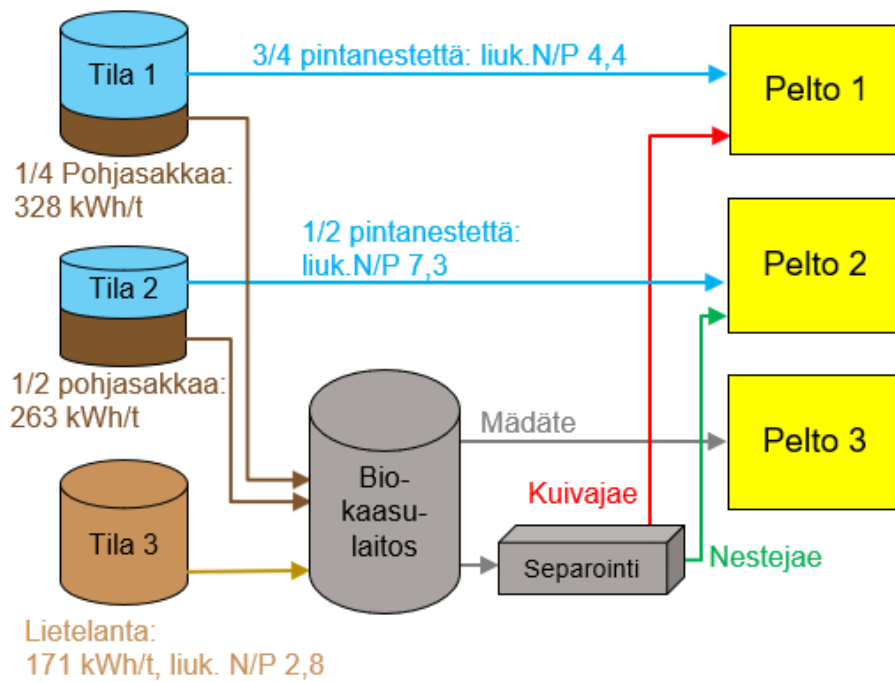 Tila 1
3/4 pintanestettä: liuk.N/P 4,4
Pelto 1
1/4 Pohjasakkaa:
328 kWh/t
Tila 2
1/2 pintanestettä:
liuk.N/P 7,3
Pelto 2
1/2 pohjasakkaa:
263 kWh/t
Mädäte
Pelto 3
Tila 3
Bio-
kaasu-
laitos
Kuivajae
Separointi
Nestejae
Lietelanta:
171 kWh/t, liuk. N/P 2,8